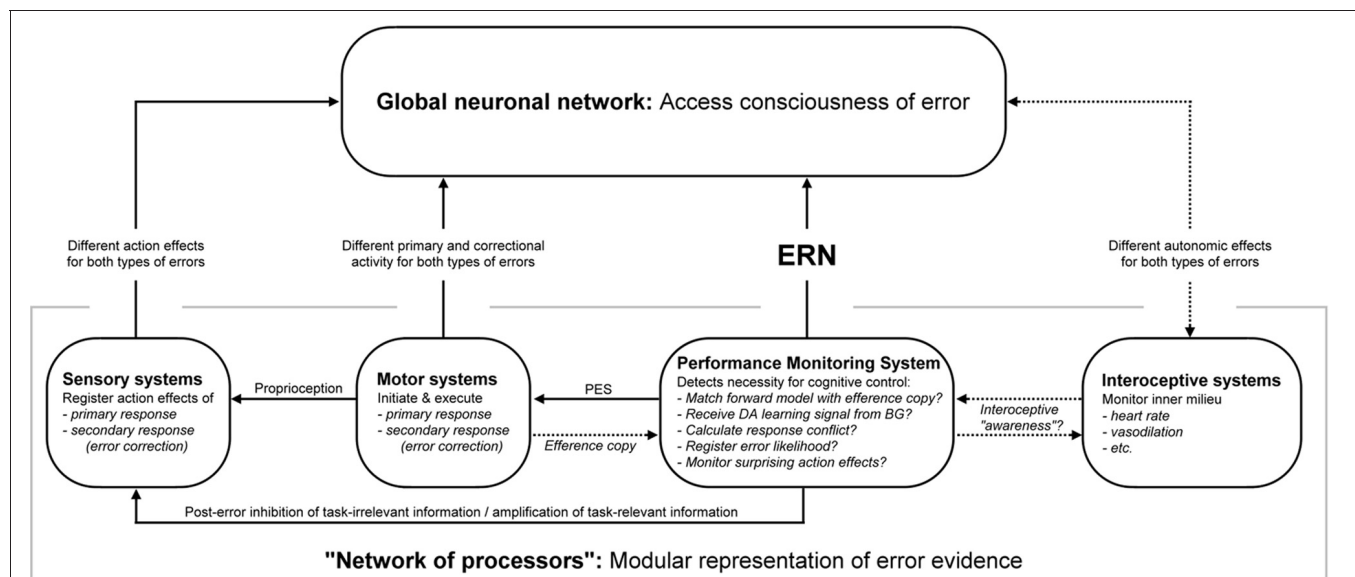 Global neuronal network: Access consciousness of error
Different action effects
for both types of errors
Different primary and correctional
activity for both types of errors
ERN
Different autonomic effects
for both types of errors
Sensory systems
Register action effects of
- primary response
- secondary response
(error correction)
Proprioception
Motor systems
Initiate & execute
- primary response
- secondary response
(error correction)
PES
Efference copy
Performance Monitoring System
Detects necessity for cognitive control:
- Match forward model with efference copy?
- Receive DA learning signal from BG?
- Calculate response conflict?
- Register error likelihood?
- Monitor surprising action effects?
Interoceptive
"awareness"?
Interoceptive systems
Monitor inner milieu
- heart rate
- vasodilation
- etc.
Post-error inhibition of task-irrelevant information / amplification of task-relevant information
"Network of processors": Modular representation of error evidence